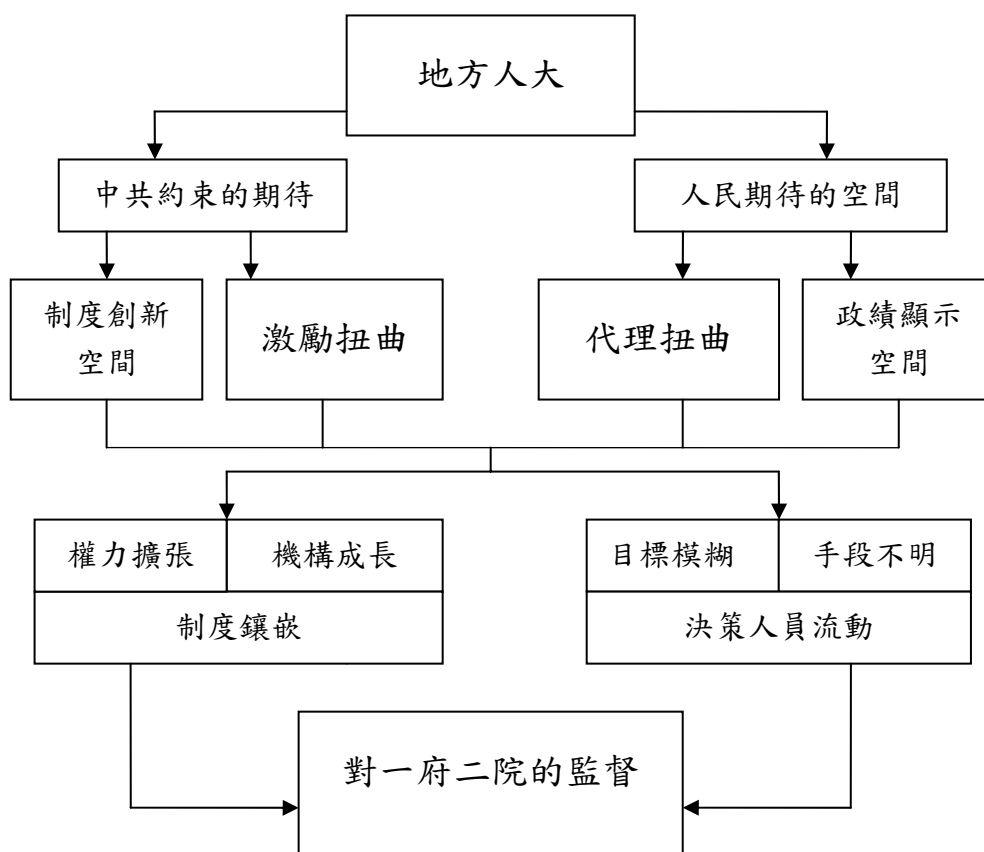 地方人大
中共約束的期待
人民期待的空間
制度創新
空間
激勵扭曲
代理扭曲
政績顯示
空間
權力擴張
機構成長
目標模糊
手段不明
制度鑲嵌
決策人員流動
對一府二院的監督